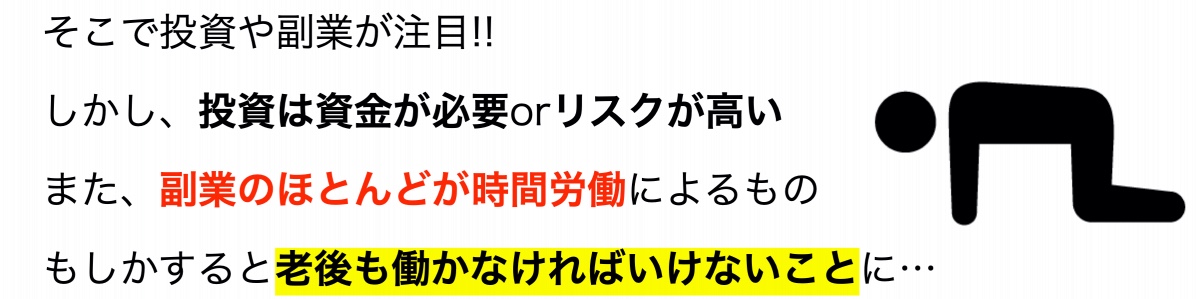 そこで投資や副業が注目!!
しかし、投資は資金が必要orリスクが高い
また、副業のほとんどが時間労働によるもの
もしかすると老後も働かなければいけないことに…